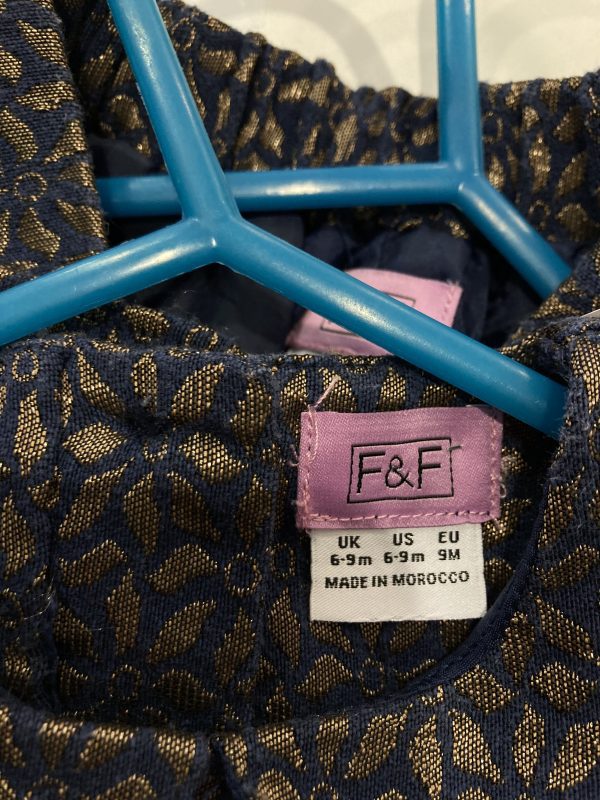 F&F
UK US EU
6-9m 6-9m 9M
MADE IN MOROCCO